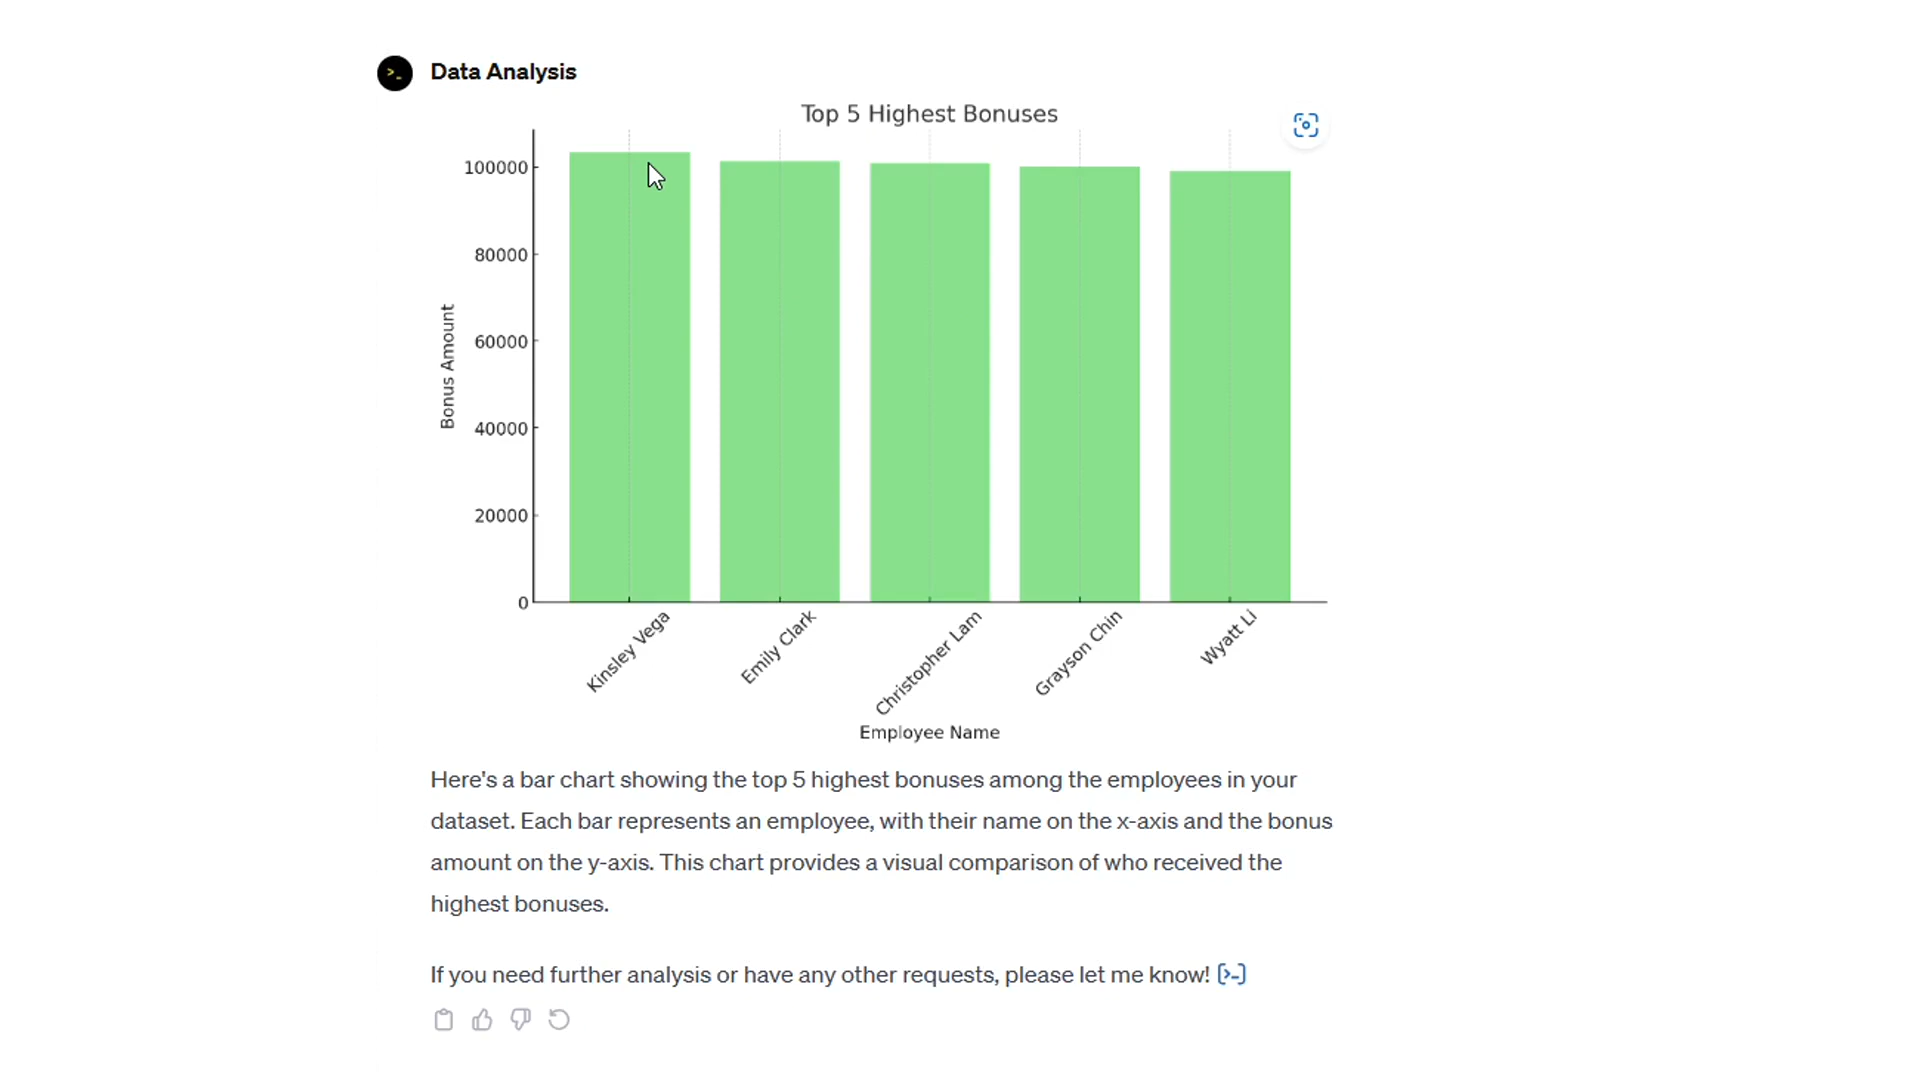 >_ Data Analysis
Top 5 Highest Bonuses
100000
80000
60000
40000
20000
0
Bonus Amount
Kinsley Vega
Emily Clark
Christopher Lam
Grayson Chin
Wyatt Li
Employee Name
Here's a bar chart showing the top 5 highest bonuses among the employees in your
dataset. Each bar represents an employee, with their name on the x-axis and the bonus
amount on the y-axis. This chart provides a visual comparison of who received the
highest bonuses.
If you need further analysis or have any other requests, please let me know! [>-]